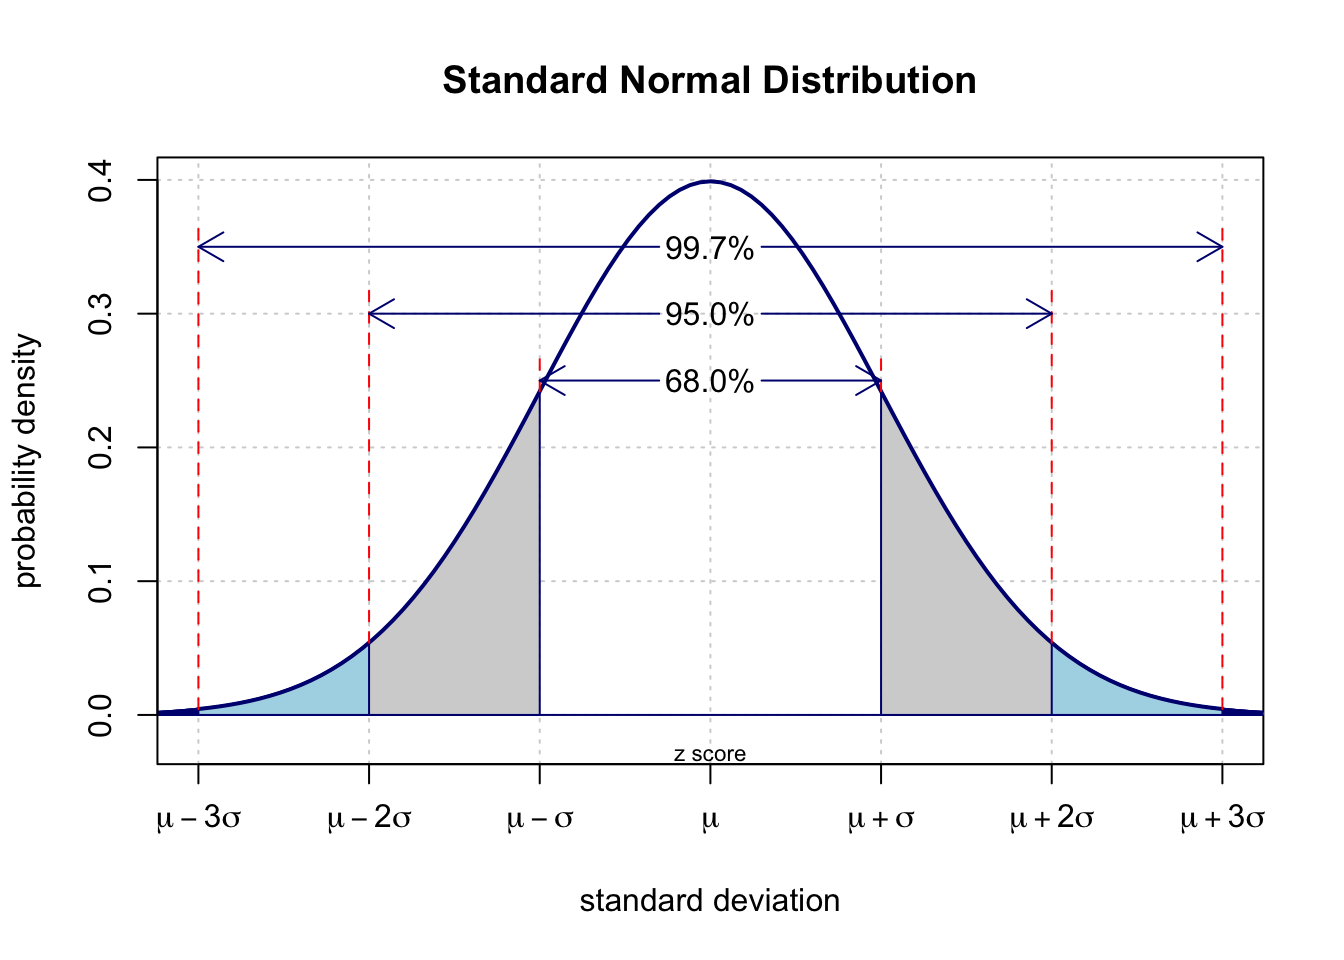 Standard Normal Distribution
probability density
0.4
0.3
0.2
0.1
0.0
99.7%
95.0%
68.0%
z score
μ − 3σ
μ − 2σ
μ − σ
μ
μ + σ
μ + 2σ
μ + 3σ
standard deviation